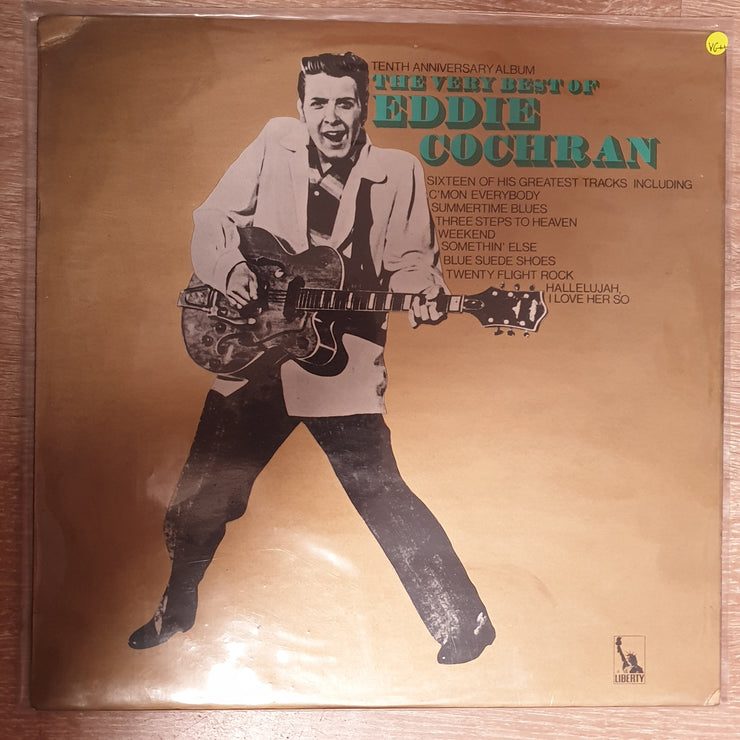 VG++
TENTH ANNIVERSARY ALBUM
THE VERY BEST OF
EDDIE
COCHRAN
SIXTEEN OF HIS GREATEST TRACKS INCLUDING
C'MON EVERYBODY
SUMMERTIME BLUES
THREE STEPS TO HEAVEN
WEEKEND
SOMETHIN' ELSE
BLUE SUEDE SHOES
TWENTY FLIGHT ROCK
HALLELUJAH,
I LOVE HER SO
LIBERTY